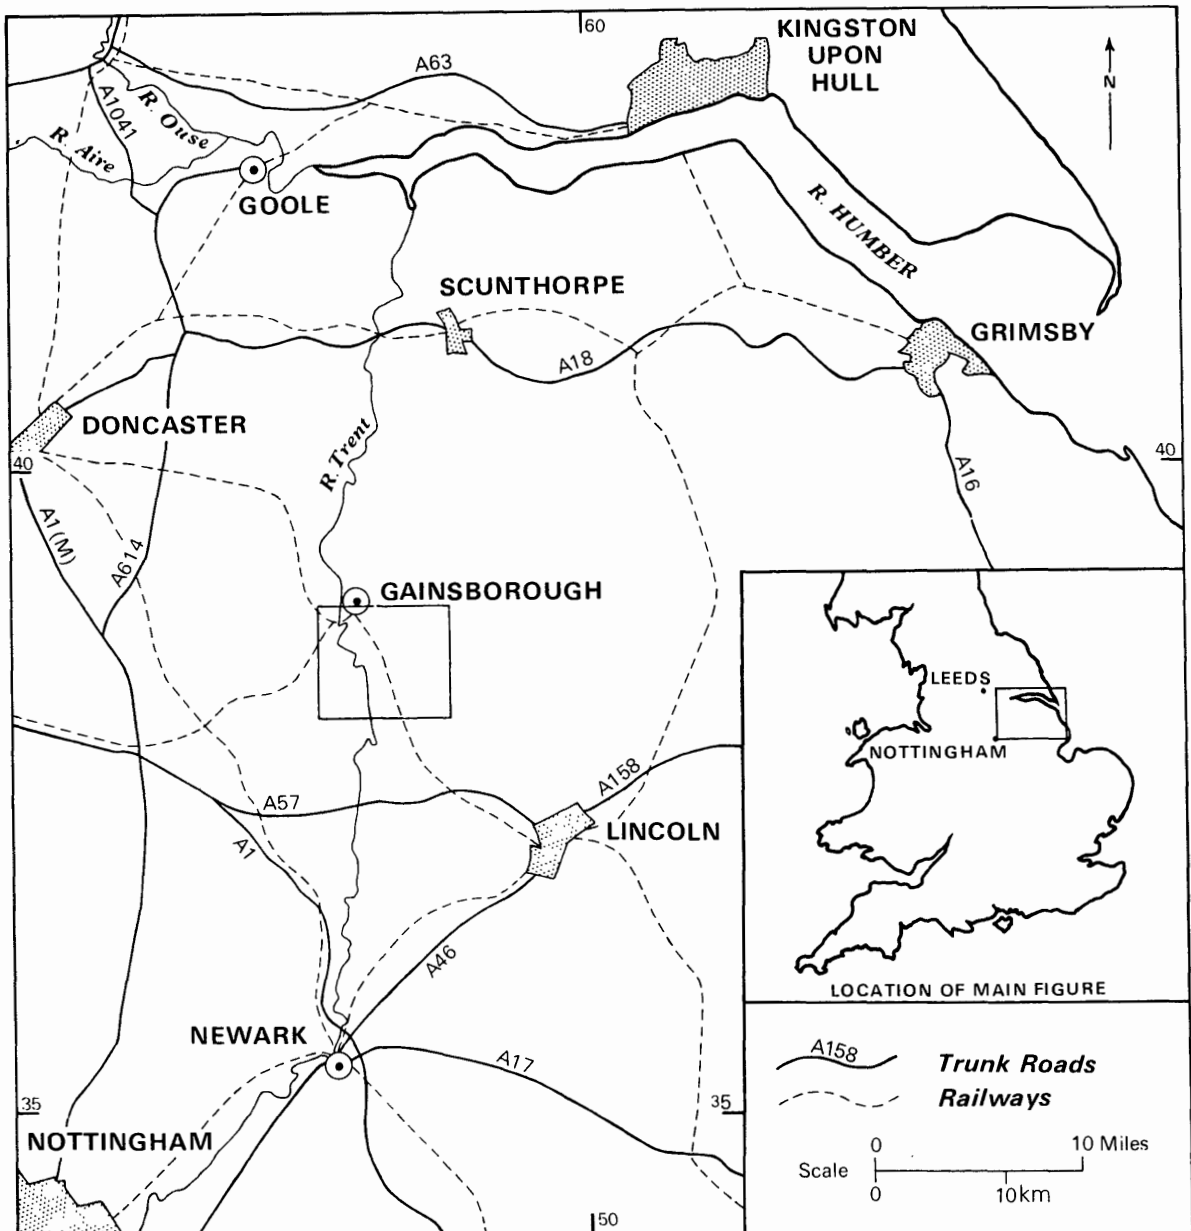 60
KINGSTON
UPON
HULL
A63
N
A1041
R. Ouse
R. Aire
GOOLE
R. HUMBER
SCUNTHORPE
GRIMSBY
A18
DONCASTER
R. Trent
40
40
A16
A1(M)
A614
GAINSBOROUGH
LEEDS
NOTTINGHAM
A158
A57
LINCOLN
A1
A46
LOCATION OF MAIN FIGURE
NEWARK
A17
A158
Trunk Roads
Railways
35
35
NOTTINGHAM
0 10 Miles
Scale
0 10km
50